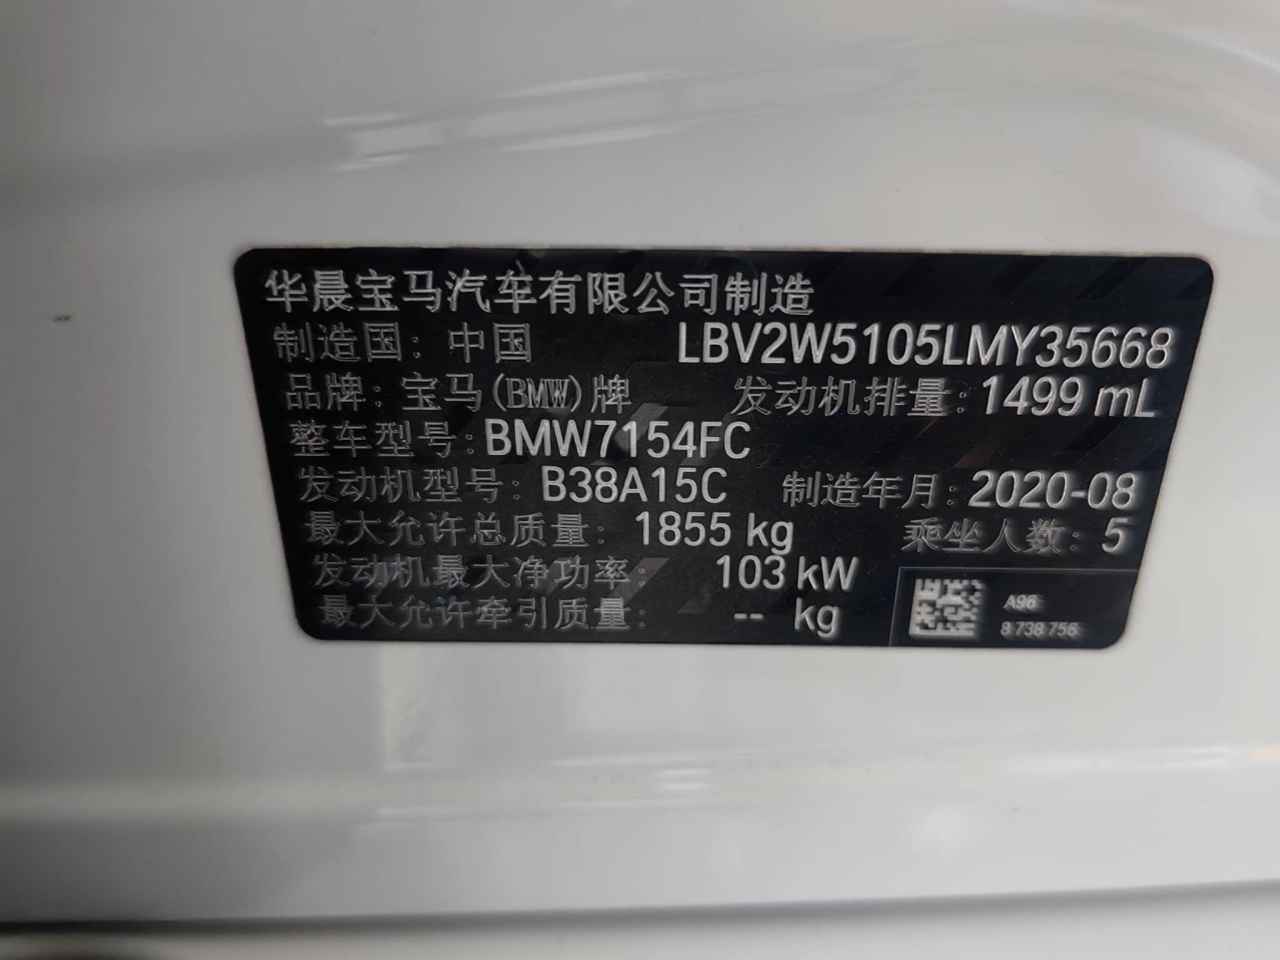 华晨宝马汽车有限公司制造
制造国：中国 LBV2W5105LMY35668
品牌：宝马(BMW)牌 发动机排量：1499 mL
整车型号：BMW7154FC
发动机型号：B38A15C 制造年月：2020-08
最大允许总质量：1855 kg 乘坐人数：5
发动机最大净功率：103 kW
最大允许牵引质量：-- kg
A96
8 738 756